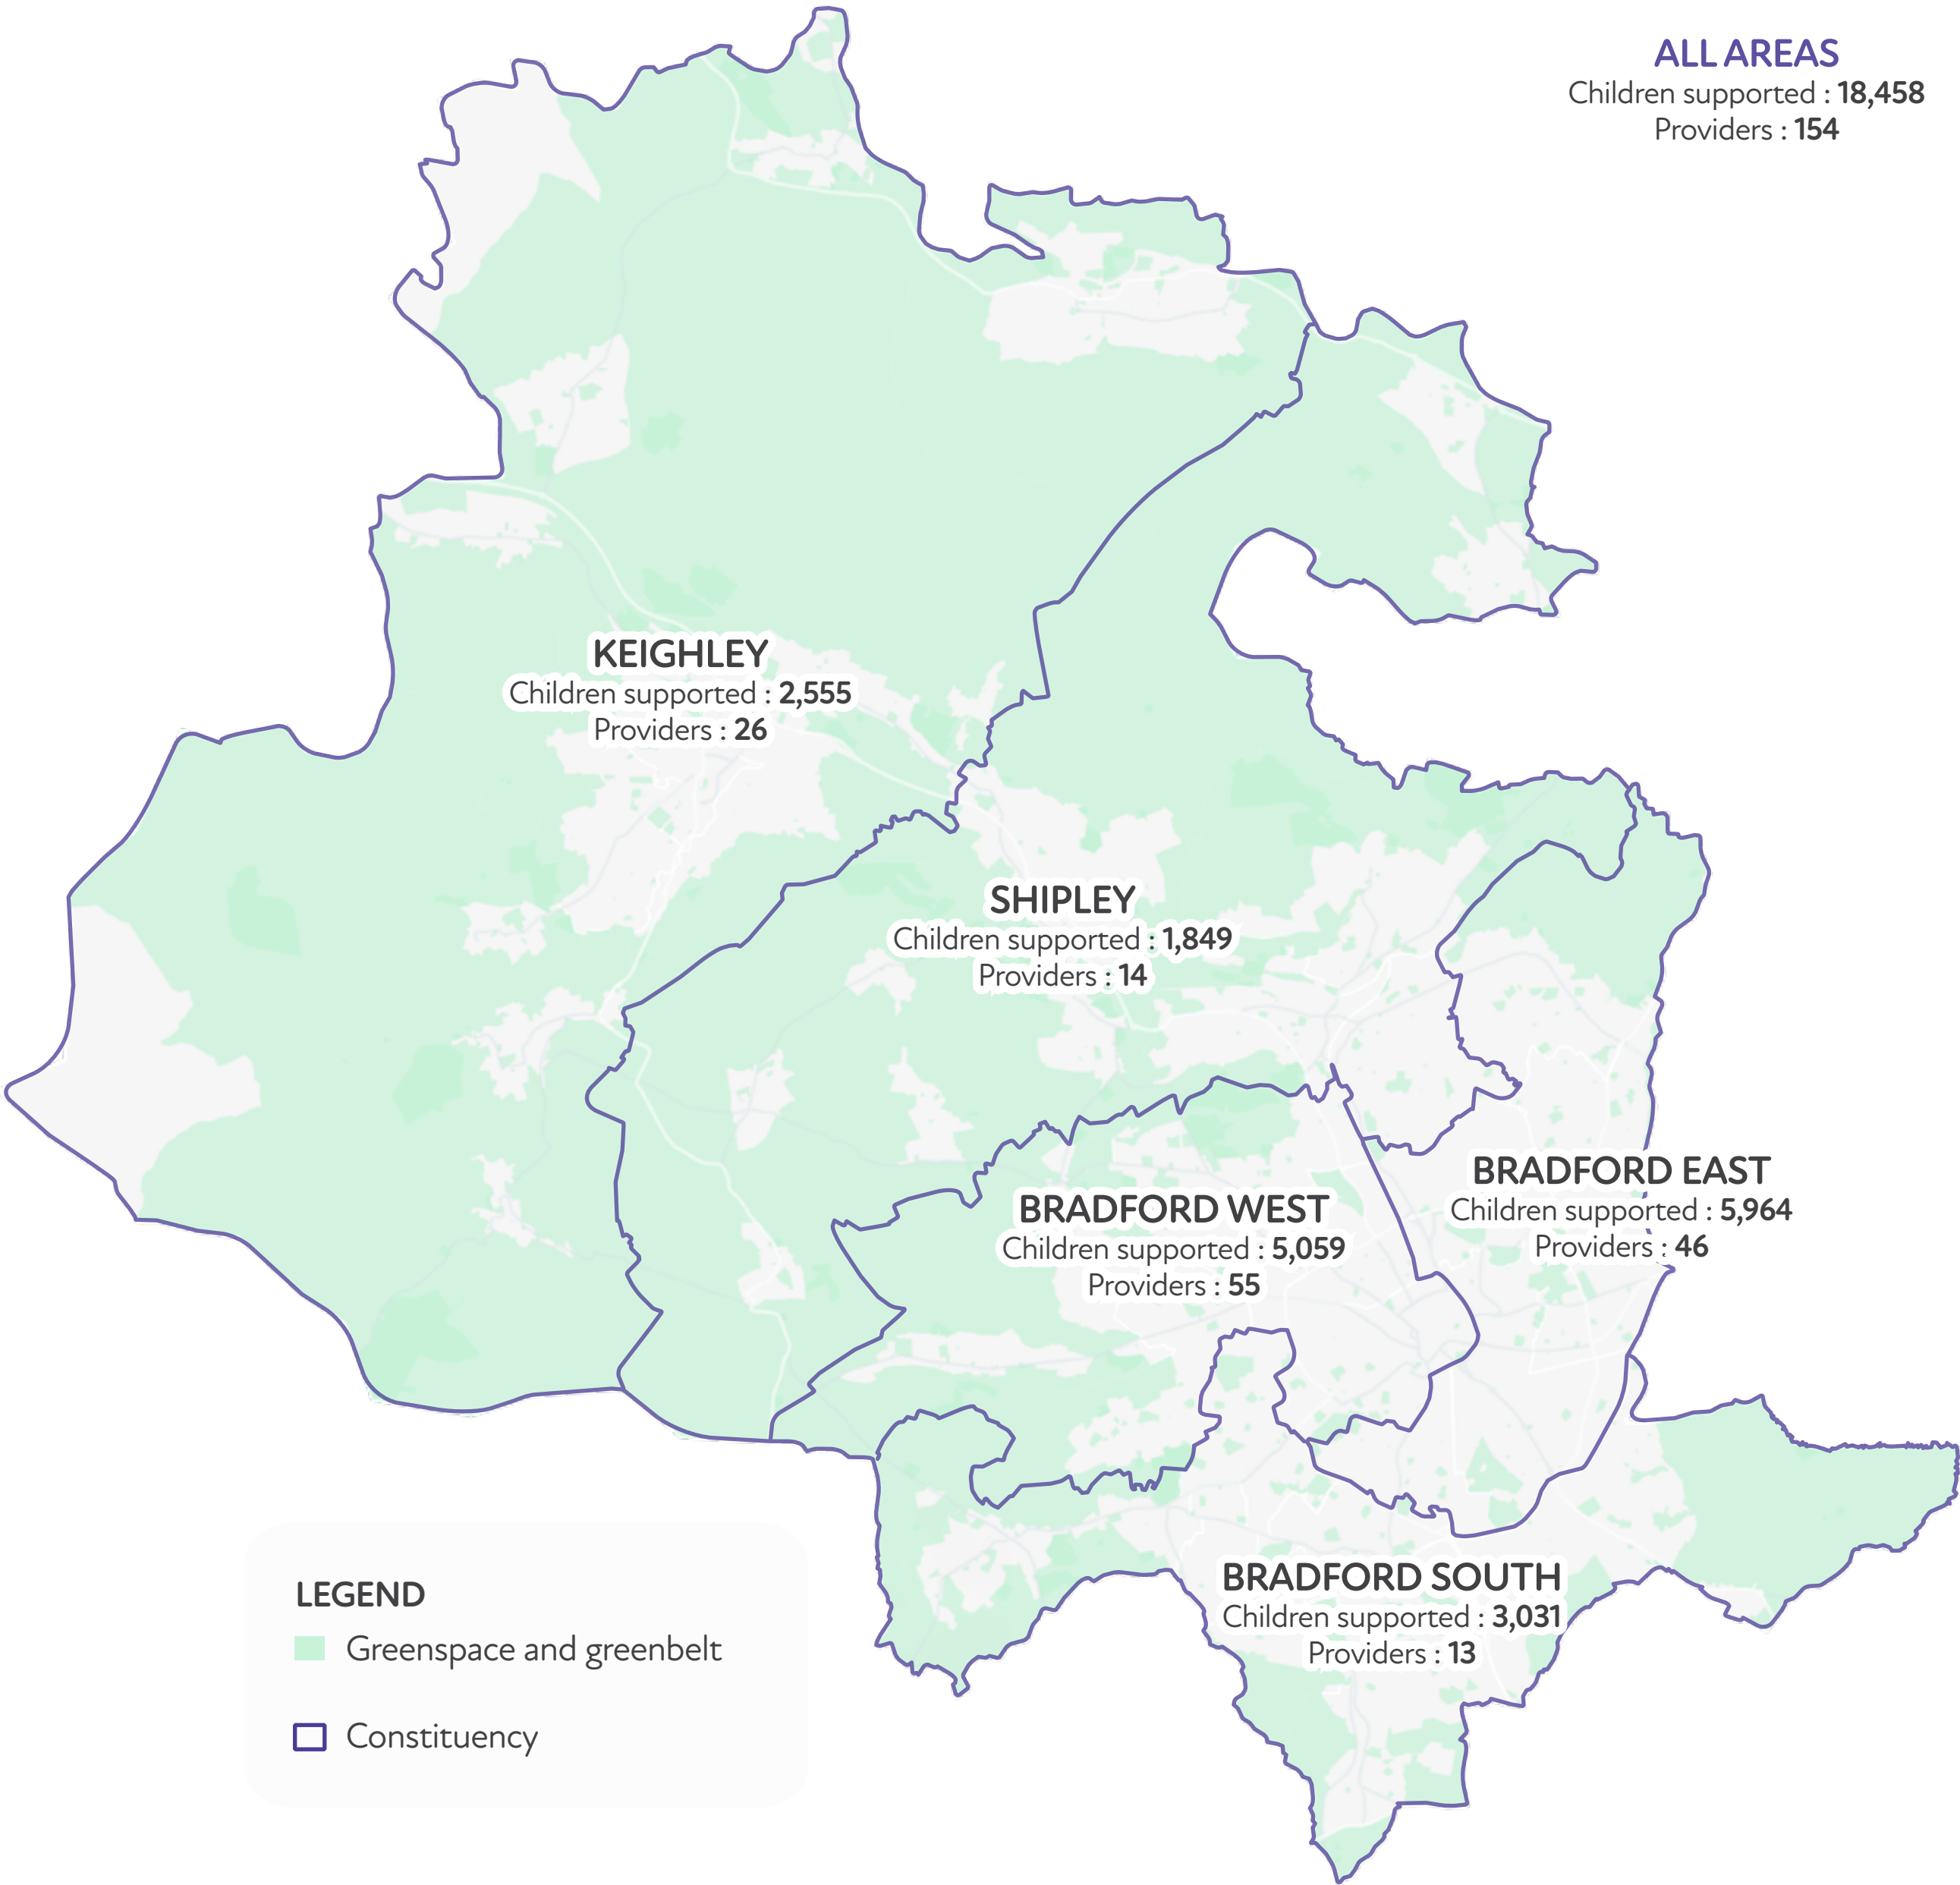 ALL AREAS
Children supported : 18,458
Providers : 154
KEIGHLEY
Children supported : 2,555
Providers : 26
SHIPLEY
Children supported : 1,849
Providers : 14
BRADFORD EAST
Children supported : 5,964
Providers : 46
BRADFORD WEST
Children supported : 5,059
Providers : 55
BRADFORD SOUTH
Children supported : 3,031
Providers : 13
LEGEND
Greenspace and greenbelt
Constituency